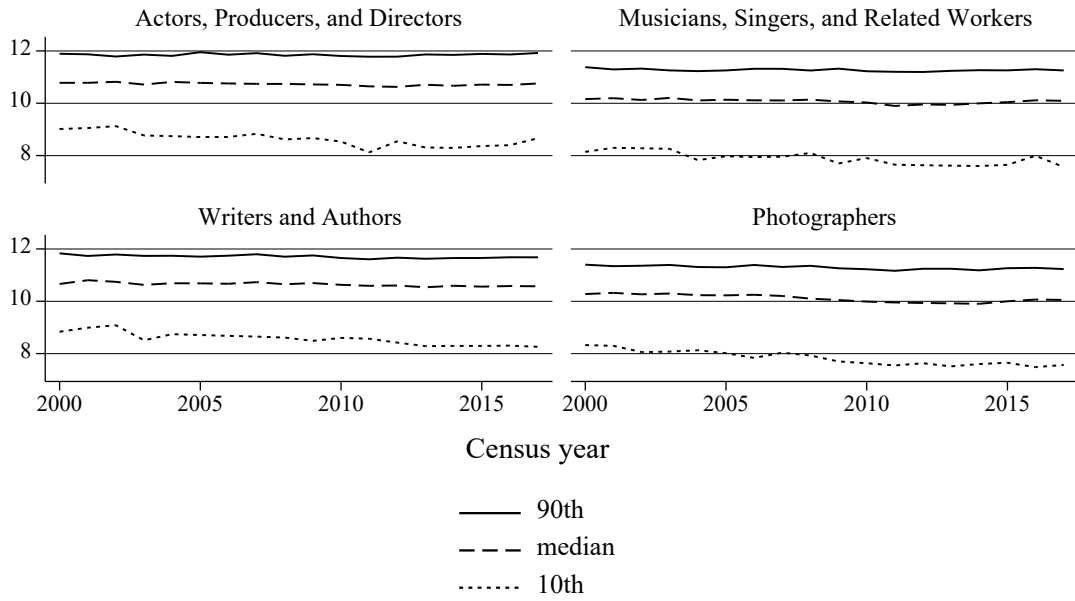 Actors, Producers, and Directors
Musicians, Singers, and Related Workers
12
10
8
Writers and Authors
Photographers
12
10
8
2000 2005 2010 2015 2000 2005 2010 2015
Census year
90th
median
10th